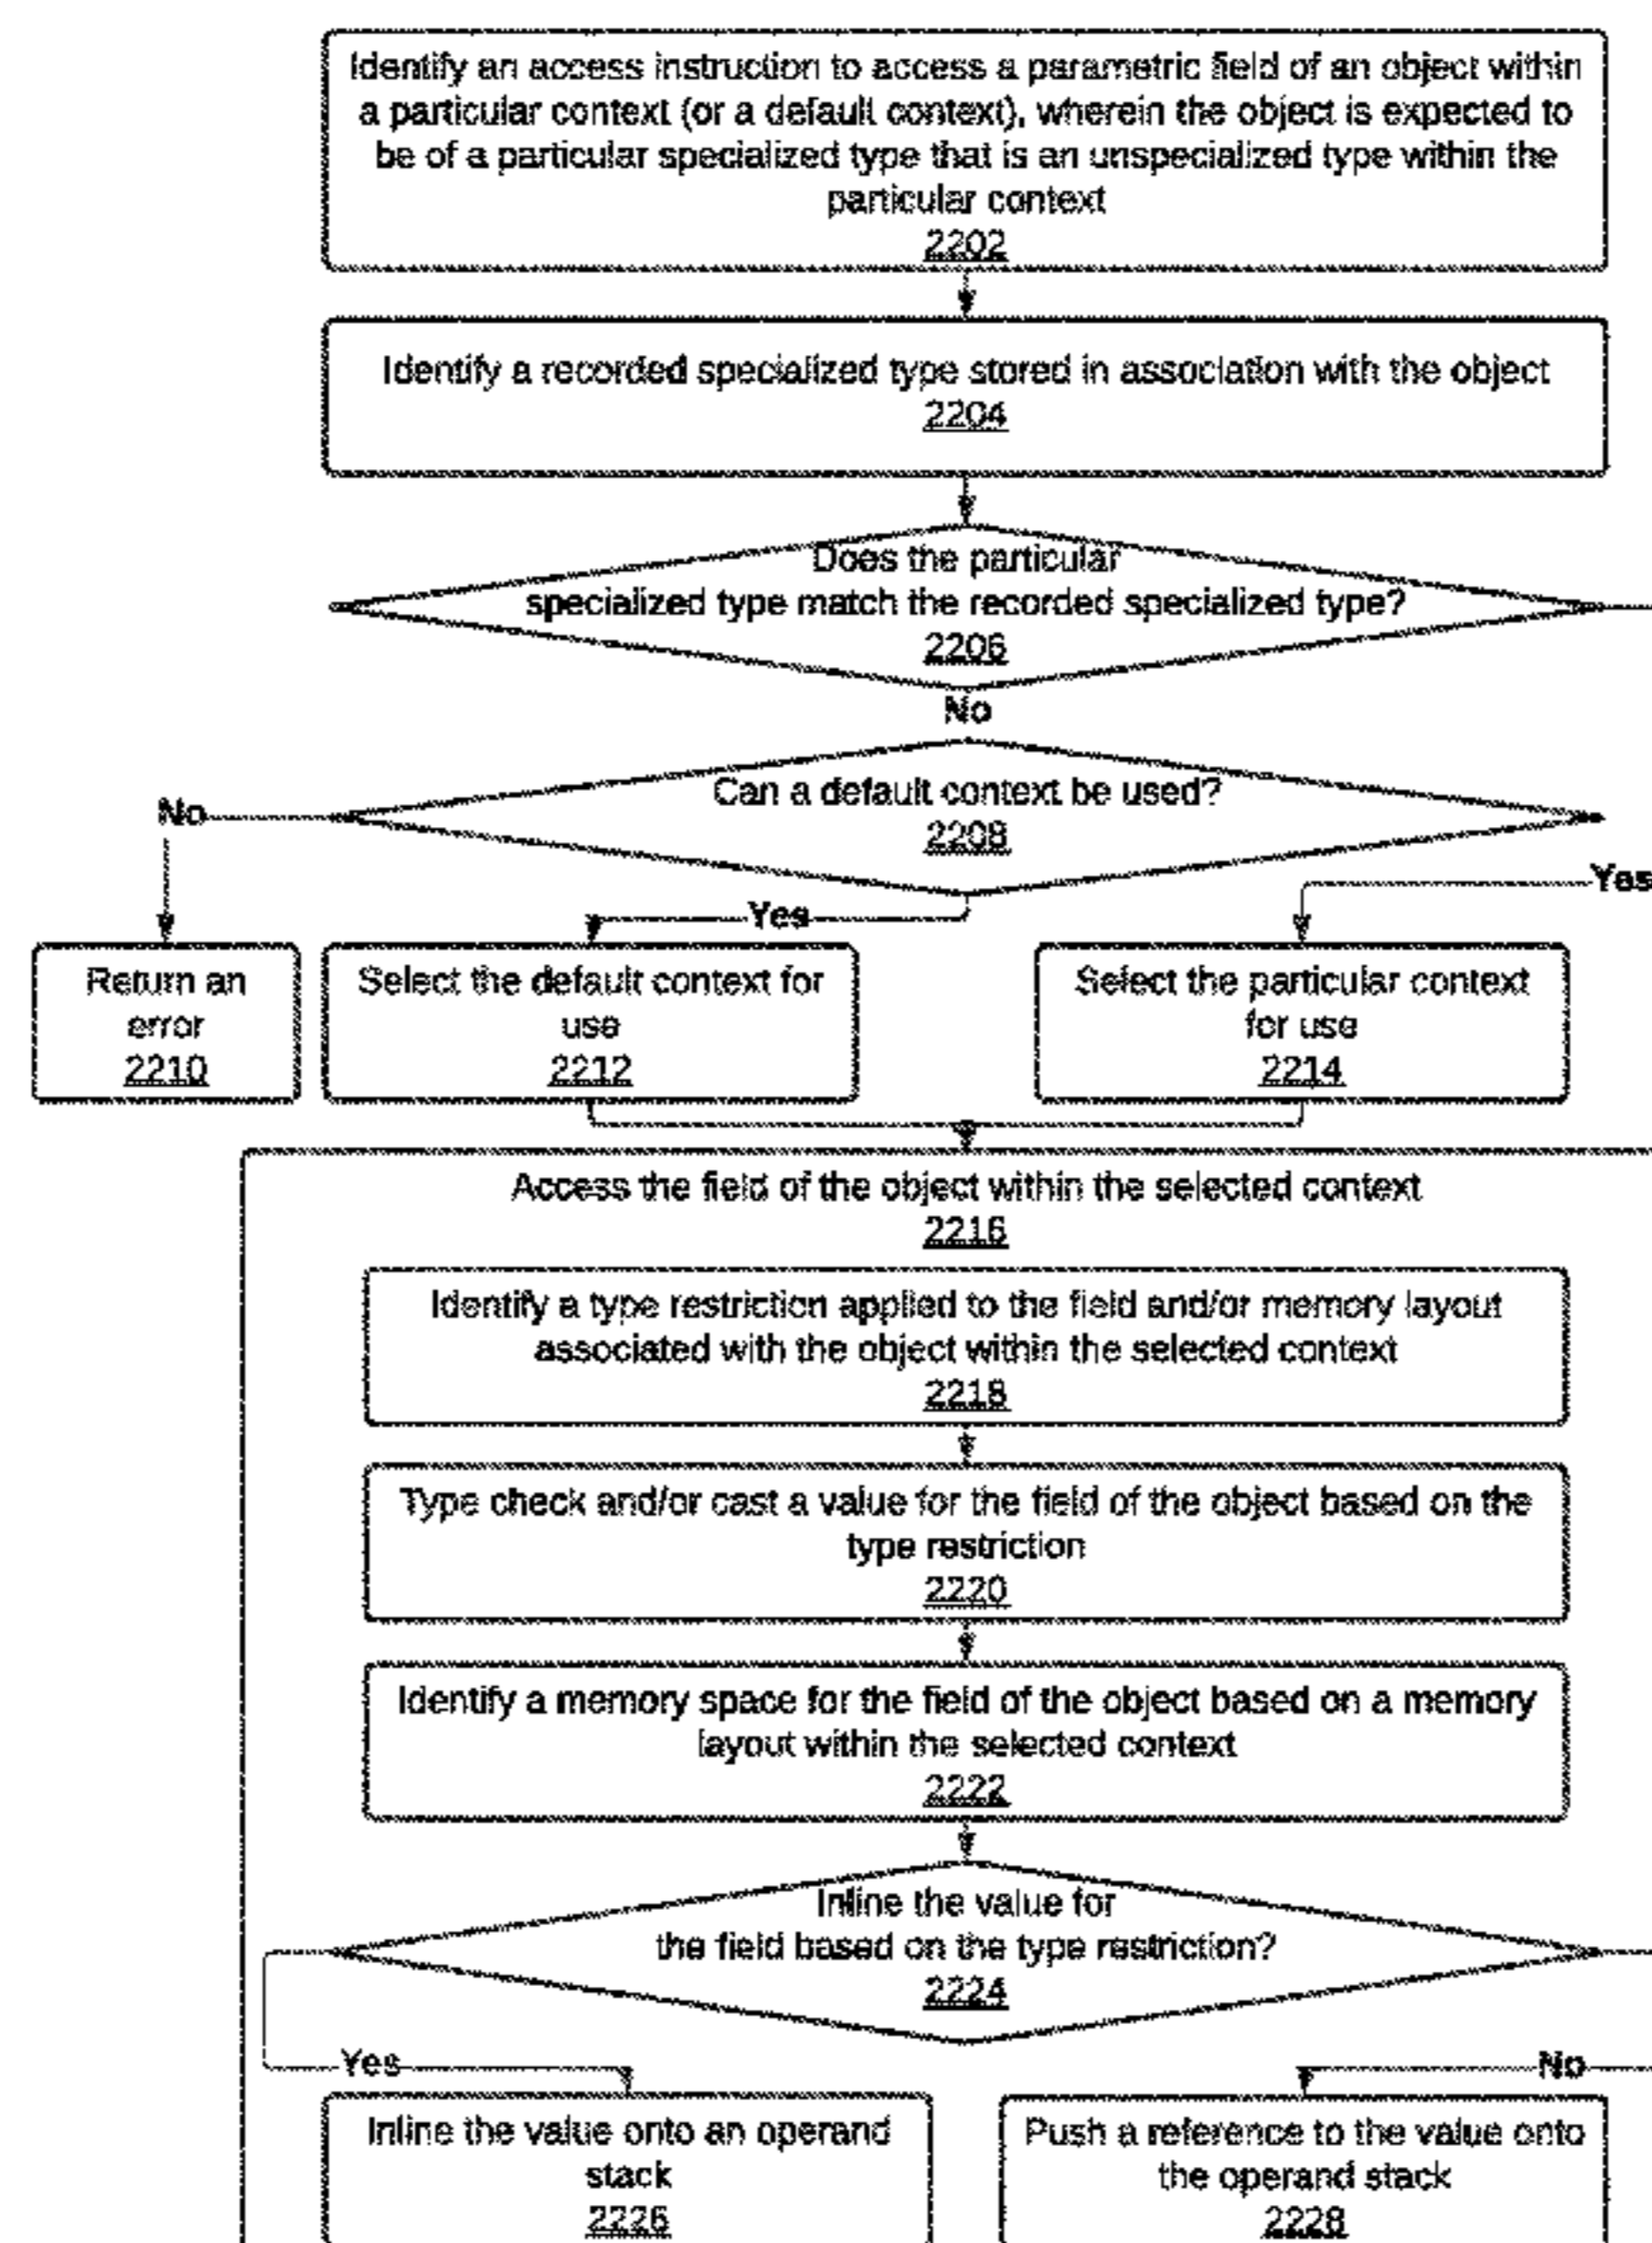 Identify an access instruction to access a parametric field of an object within
a particular context (or a default context), wherein the object is expected to
be of a particular specialized type that is an unspecialized type within the
particular context
2202
Identify a recorded specialized type stored in association with the object
2204
Does the particular
specialized type match the recorded specialized type?
2206
No
Can a default context be used?
2208
No
Yes
Yes
Return an
error
2210
Select the default context for
use
2212
Select the particular context
for use
2214
Access the field of the object within the selected context
2216
Identify a type restriction applied to the field and/or memory layout
associated with the object within the selected context
2218
Type check and/or cast a value for the field of the object based on the
type restriction
2220
Identify a memory space for the field of the object based on a memory
layout within the selected context
2222
Inline the value for
the field based on the type restriction?
2224
Yes
No
Inline the value onto an operand
stack
2226
Push a reference to the value onto
the operand stack
2228